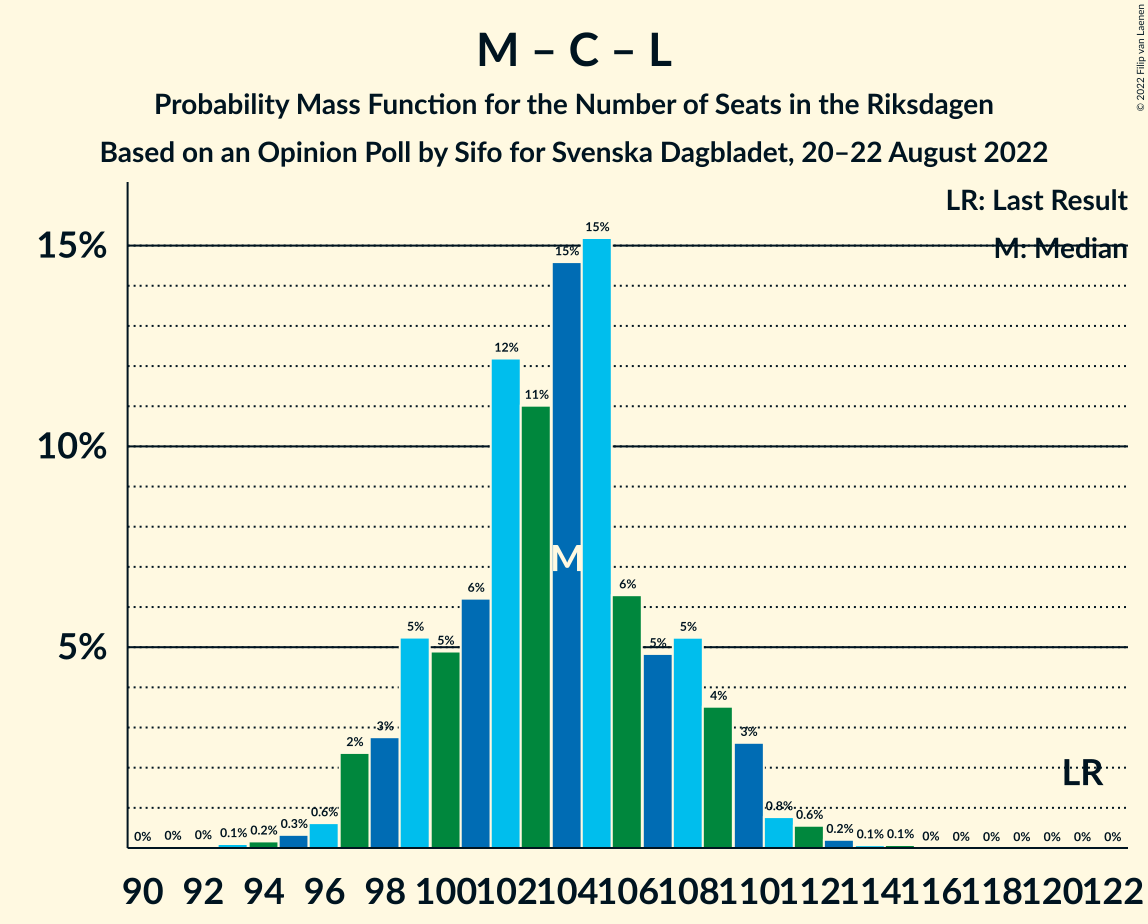 M – C – L
Probability Mass Function for the Number of Seats in the Riksdagen
Based on an Opinion Poll by Sifo for Svenska Dagbladet, 20–22 August 2022
© 2022 Filip van Laenen
LR: Last Result
M: Median
15%
10%
5%
0% 0% 0% 0.1% 0.2% 0.3% 0.6% 2% 3% 5% 5% 6% 12% 11% 15% 15% 6% 5% 5% 4% 3% 0.8% 0.6% 0.2% 0.1% 0.1% 0% 0% 0% 0% 0% 0% 0%
M
LR
90 92 94 96 98 100 102 104 106 108 110 112 114 116 118 120 122